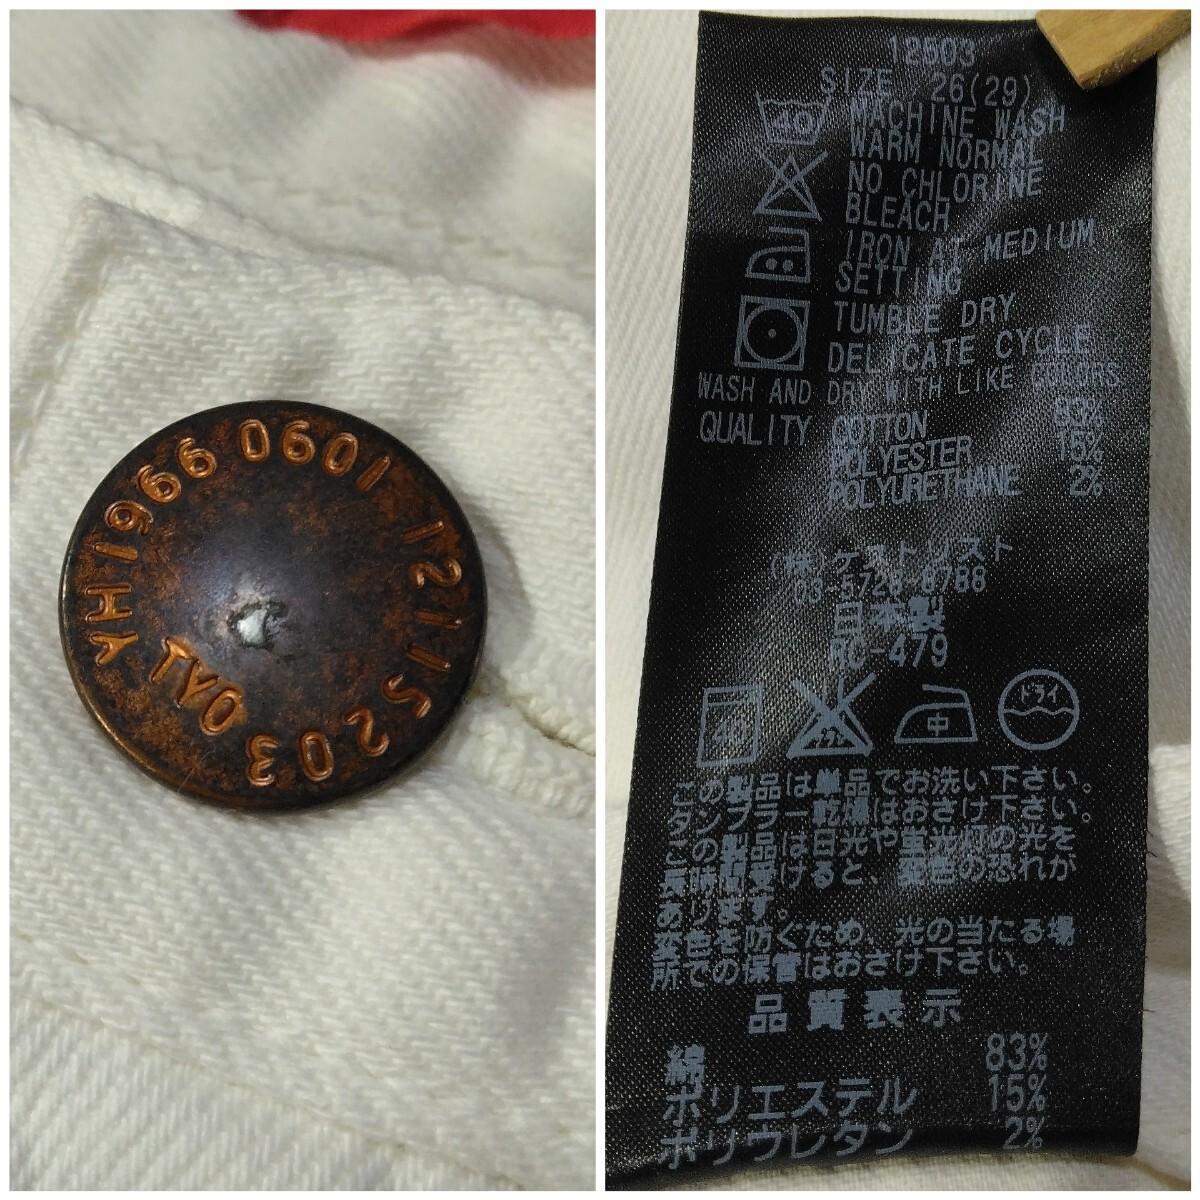 YH1966 0601 1211 5203
TYO
12503
SIZE 26(29)
40
MACHINE WASH
WARM NORMAL
NO CHLORINE
BLEACH
IRON AT MEDIUM
SETTING
TUMBLE DRY
DELICATE CYCLE
WASH AND DRY WITH LIKE COLORS
QUALITY COTTON 83%
POLYESTER 15%
POLYURETHANE 2%
日本製
RC-479
40
中
ドライ
この製品は単品でお洗い下さい。
タンブラー乾燥はおさけ下さい。
この製品は日光や蛍光灯の光を
長時間受けると、変色の恐れが
あります。
変色を防ぐため、光の当たる場
所での保管はおさけ下さい。
品質表示
綿 83%
ポリエステル 15%
ポリウレタン 2%